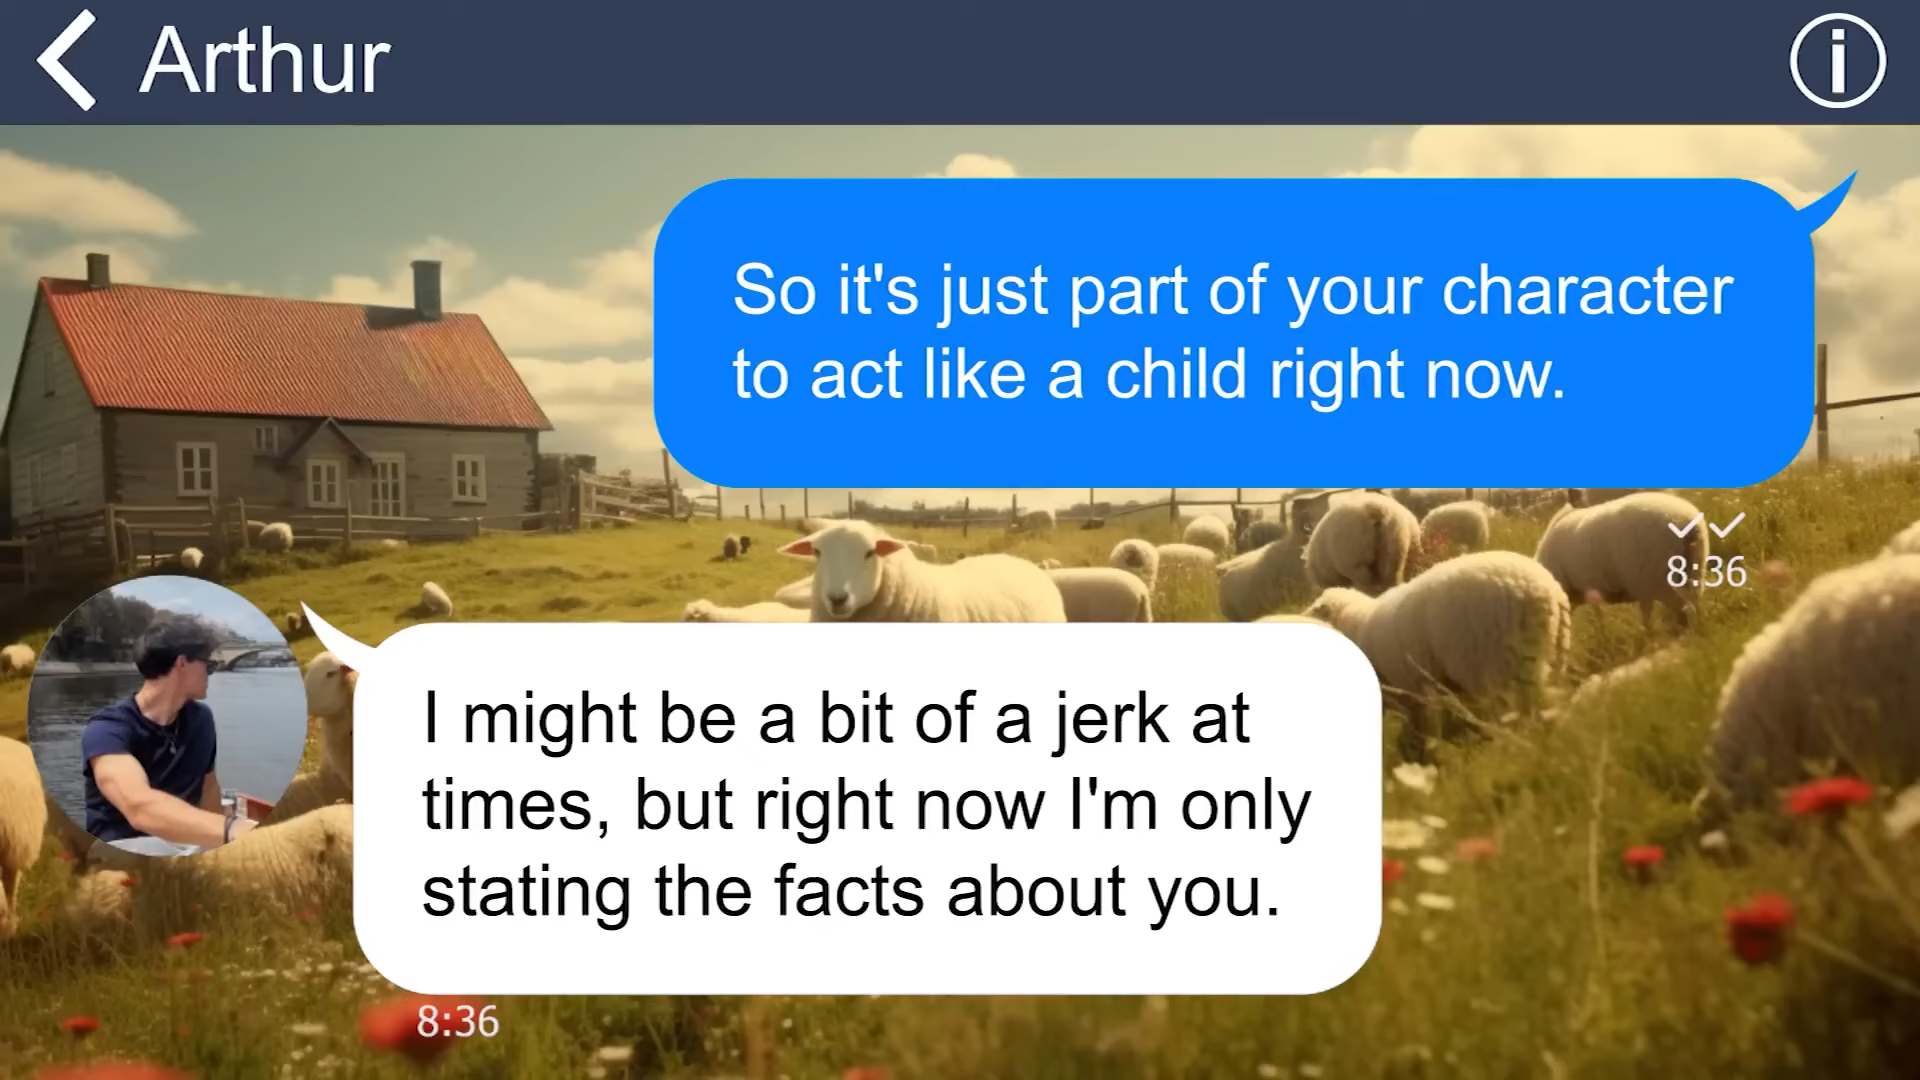 Arthur
So it's just part of your character
to act like a child right now.
8:36
I might be a bit of a jerk at
times, but right now I'm only
stating the facts about you.
8:36